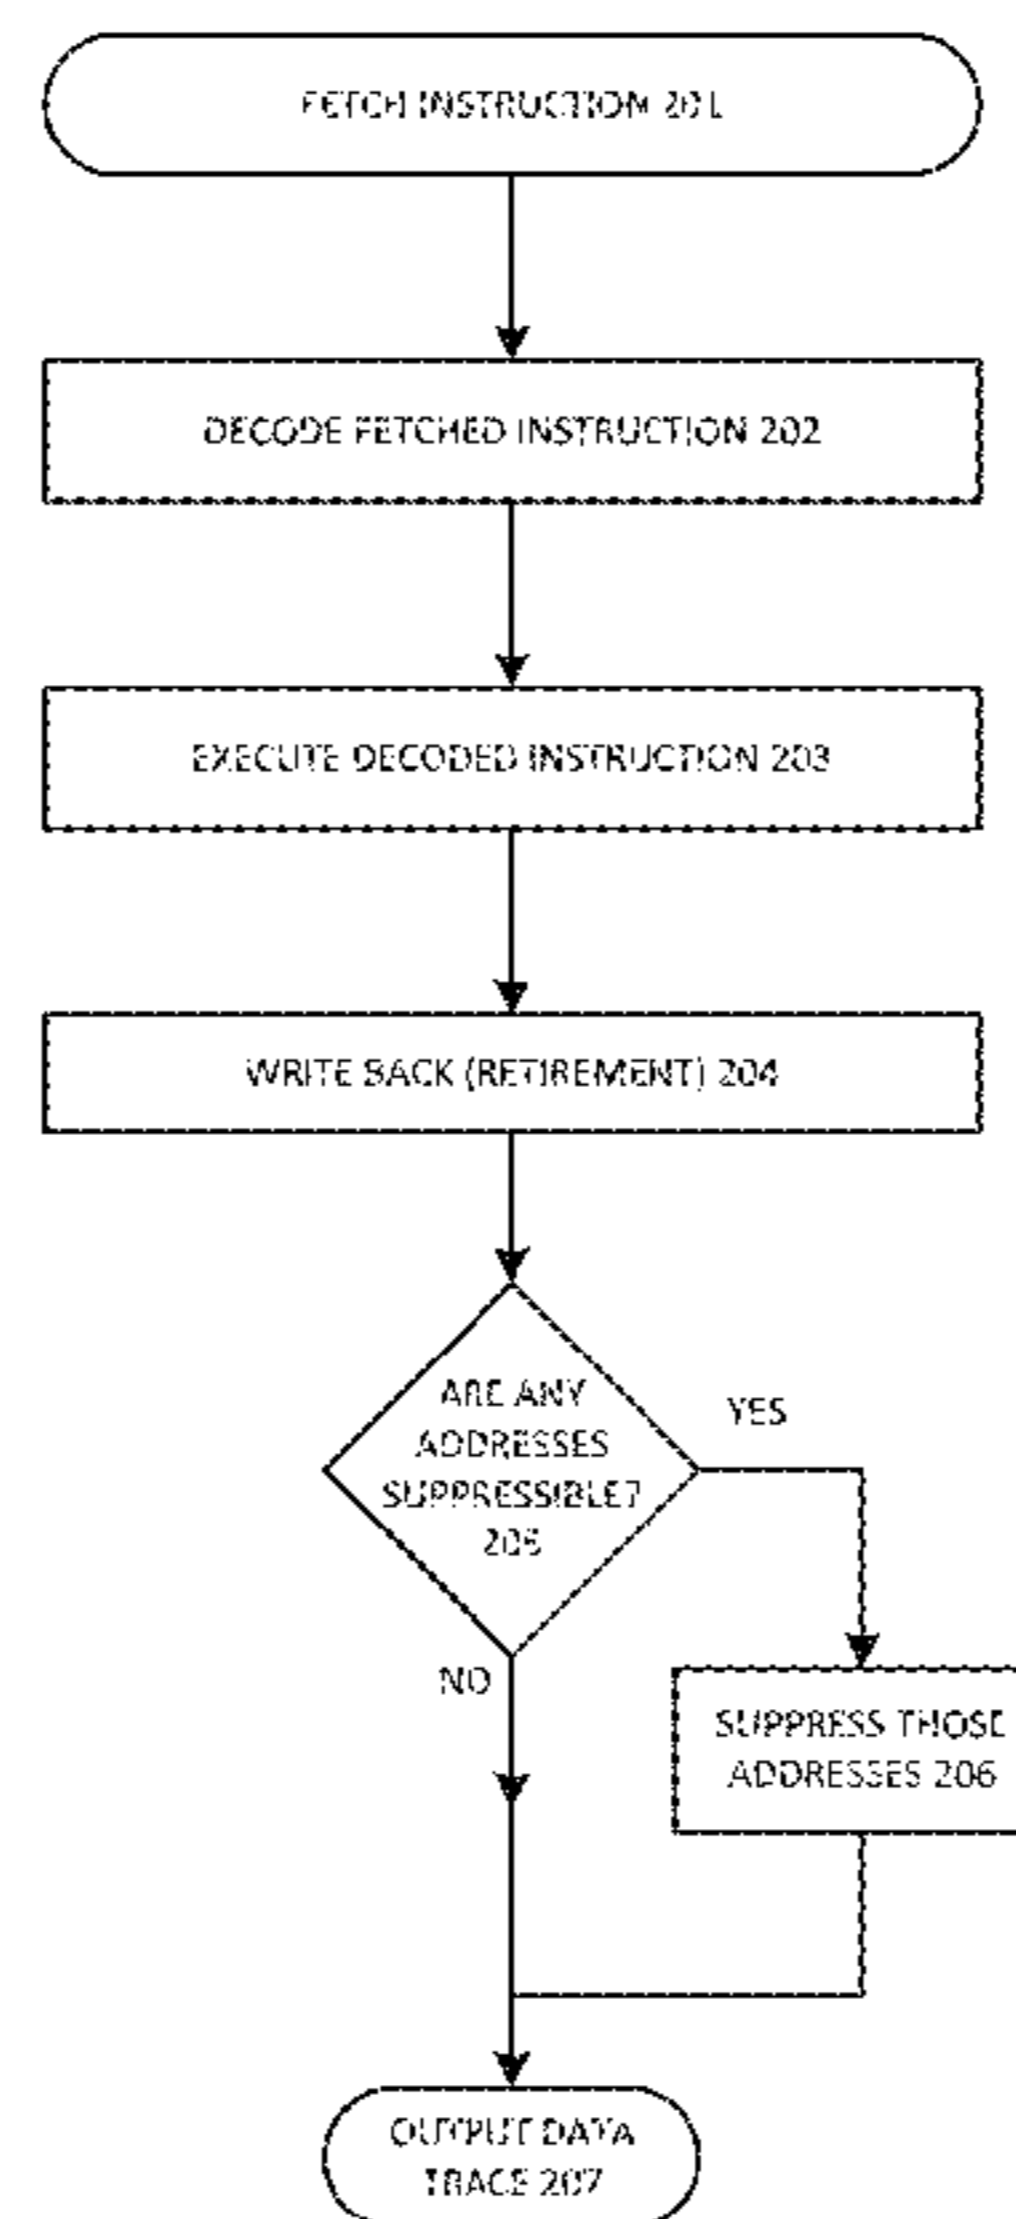 FETCH INSTRUCTION 201
DECODE FETCHED INSTRUCTION 202
EXECUTE DECODED INSTRUCTION 203
WRITE BACK (RETIREMENT) 204
ARE ANY
ADDRESSES
SUPPRESSIBLE?
205
YES
NO
SUPPRESS THOSE
ADDRESSES 206
OUTPUT DATA
TRACE 207